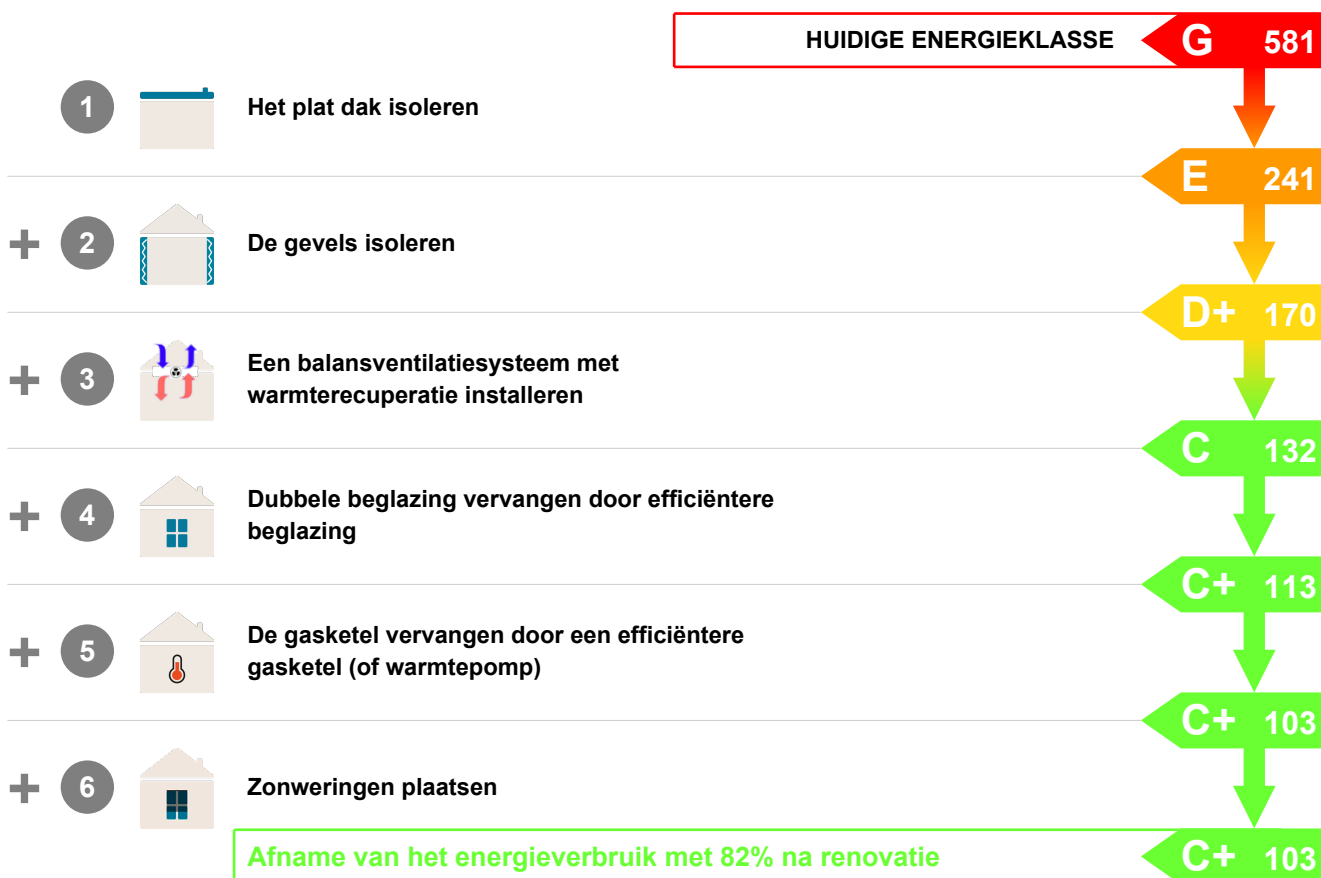 HUIDIGE ENERGIEKLASSE G 581
1 Het plat dak isoleren
E 241
+ 2 De gevels isoleren
D+ 170
+ 3 Een balansventilatiesysteem met
warmterecuperatie installeren
C 132
+ 4 Dubbele beglazing vervangen door efficiëntere
beglazing
C+ 113
+ 5 De gasketel vervangen door een efficiëntere
gasketel (of warmtepomp)
C+ 103
+ 6 Zonweringen plaatsen
Afname van het energieverbruik met 82% na renovatie C+ 103